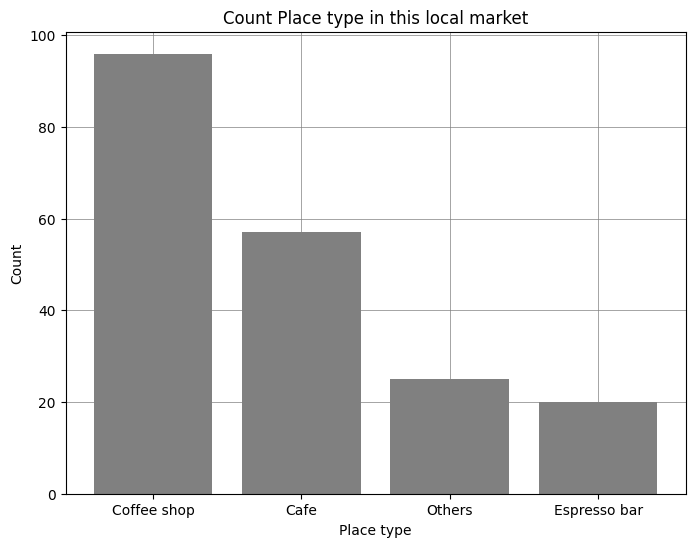 Count Place type in this local market
100
80
60
40
20
0
Count
Coffee shop
Cafe
Others
Espresso bar
Place type